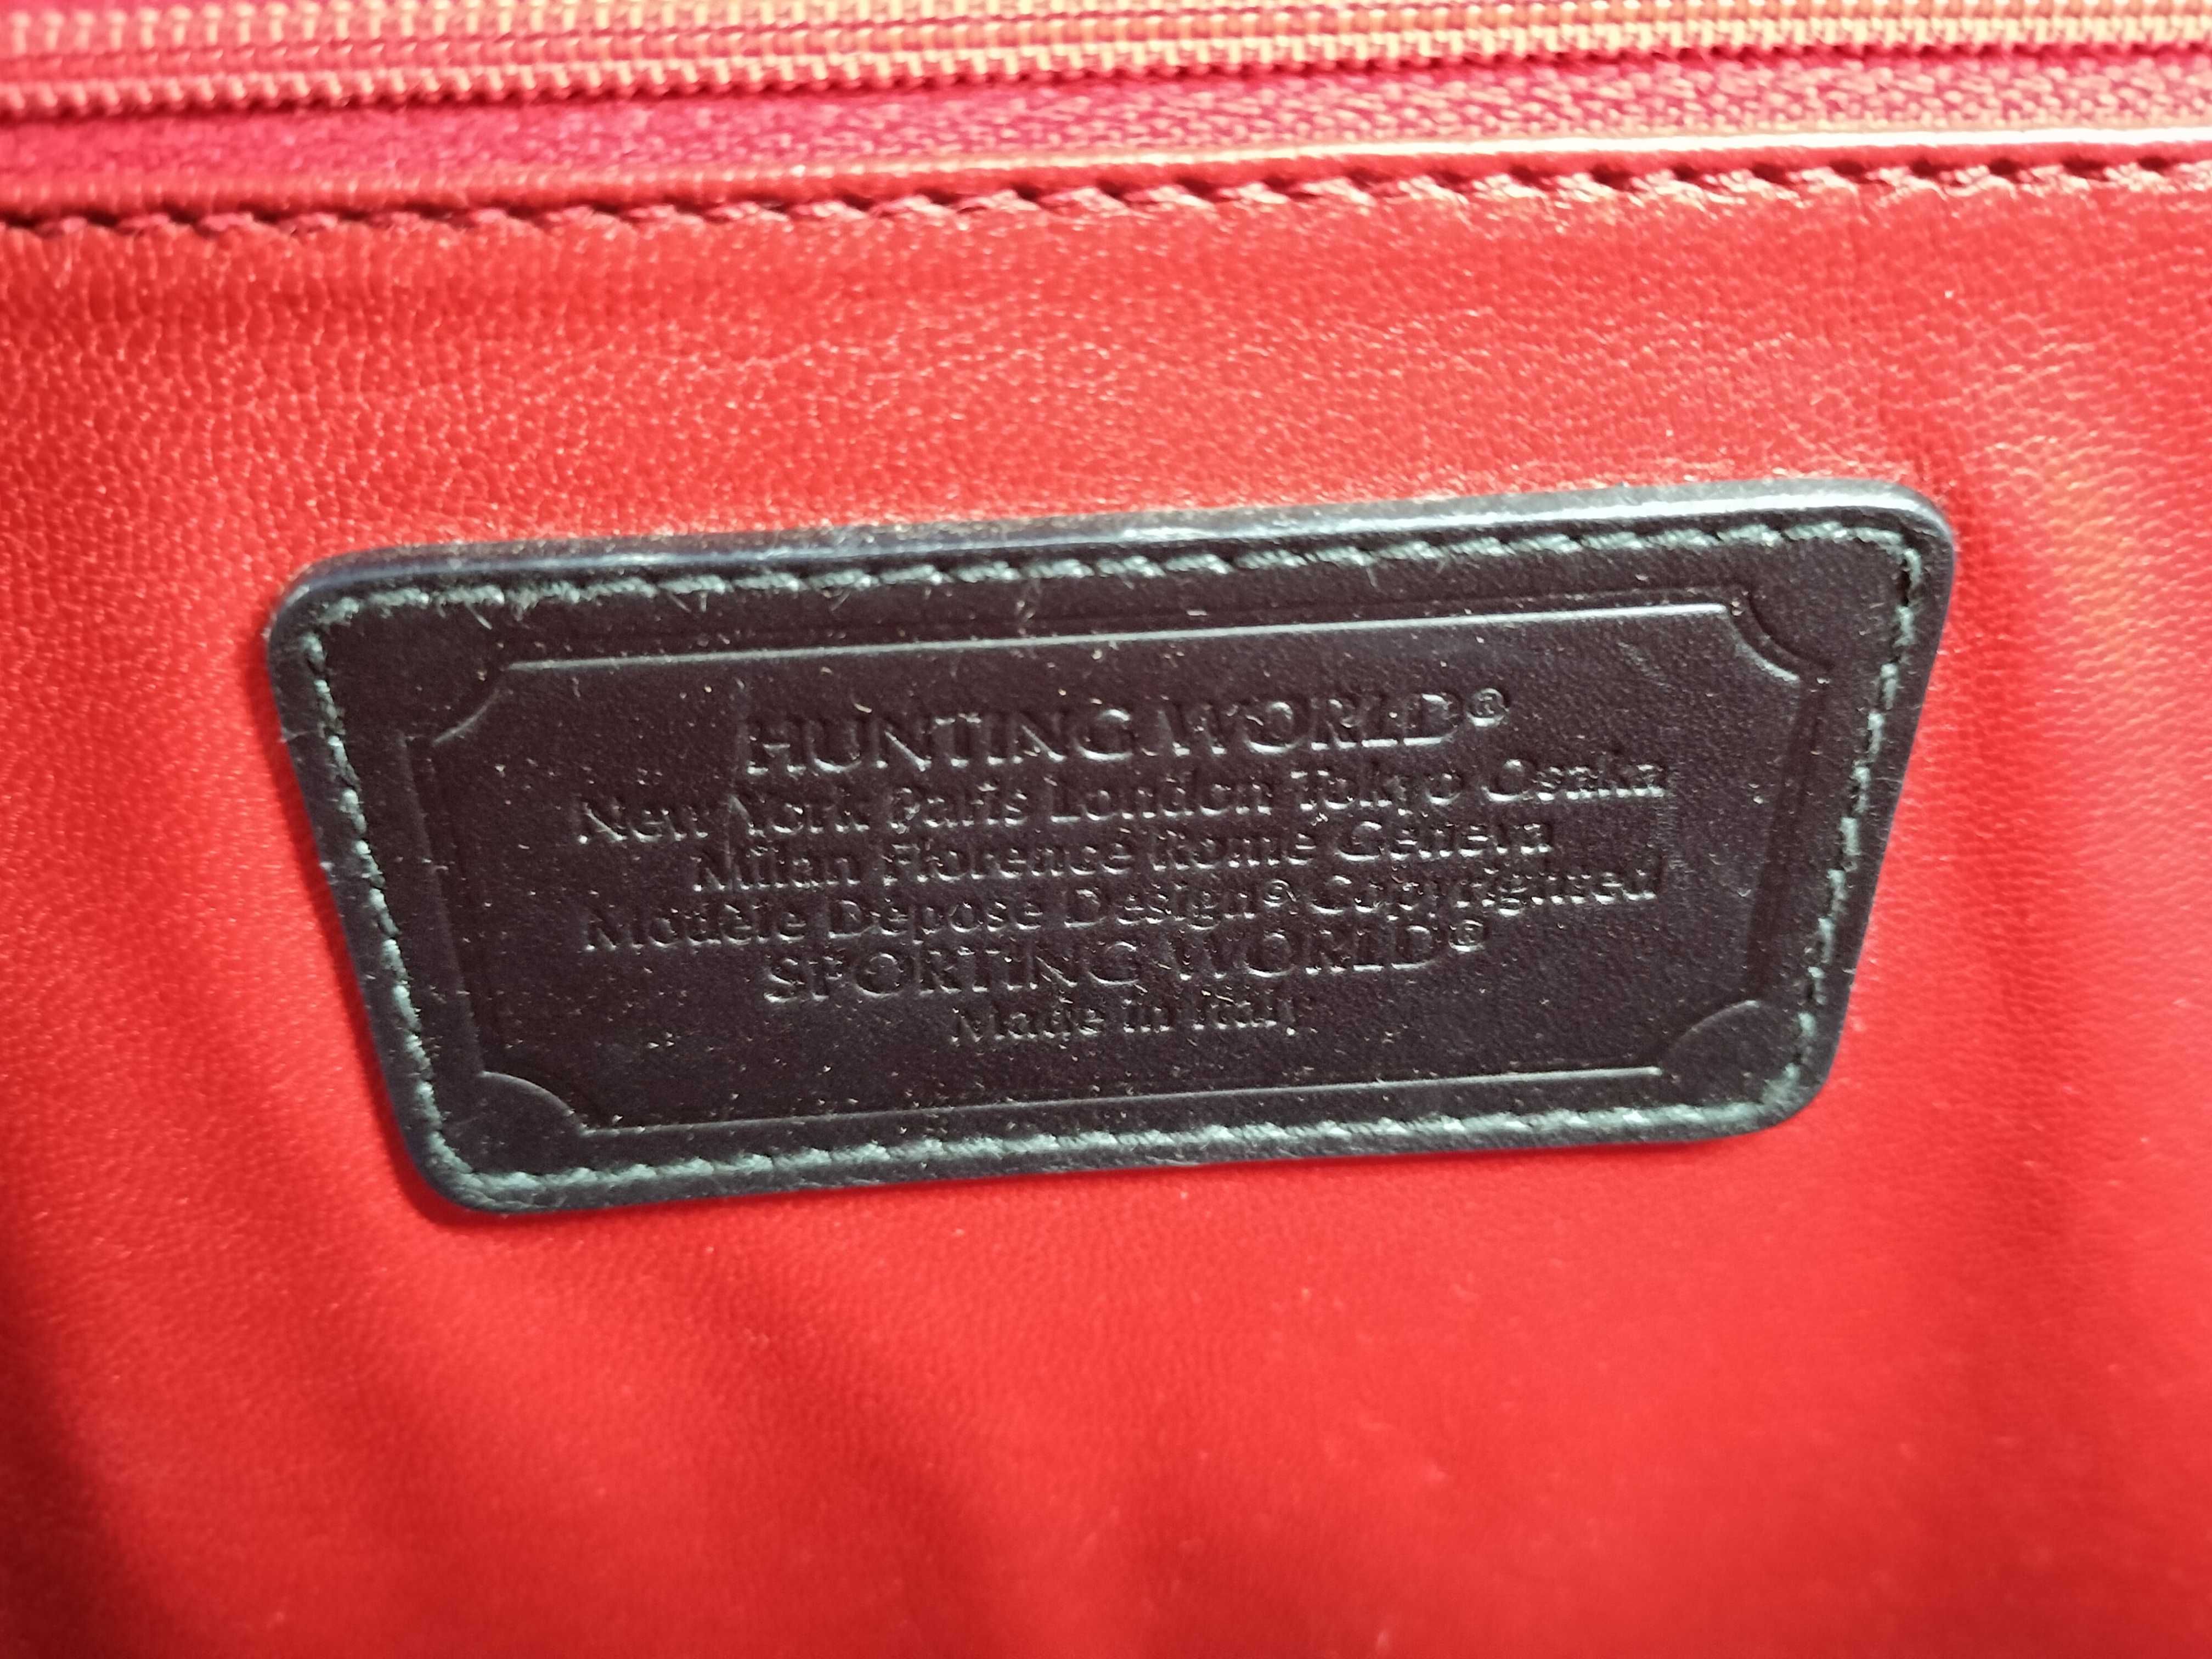 HUNTING WORLD®
New York Paris London Tokyo Osaka
Milan Florence Rome Geneva
Modèle Déposé Design® Copyrighted
SPORTING WORLD®
Made in Italy